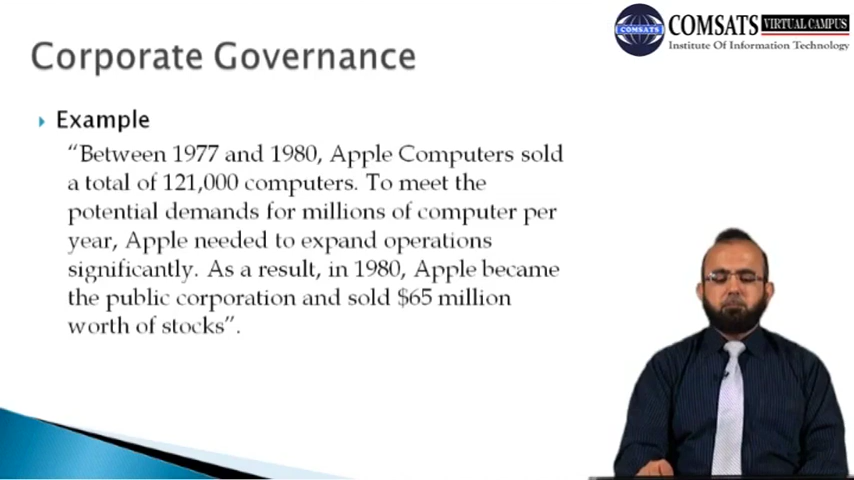 COMSATS VIRTUAL CAMPUS
Institute Of Information Technology
COMSATS
Corporate Governance
Example
“Between 1977 and 1980, Apple Computers sold
a total of 121,000 computers. To meet the
potential demands for millions of computer per
year, Apple needed to expand operations
significantly. As a result, in 1980, Apple became
the public corporation and sold $65 million
worth of stocks”.